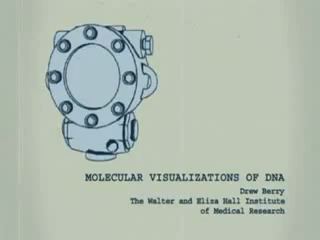 MOLECULAR VISUALIZATIONS OF DNA
Drew Berry
The Walter and Eliza Hall Institute
of Medical Research